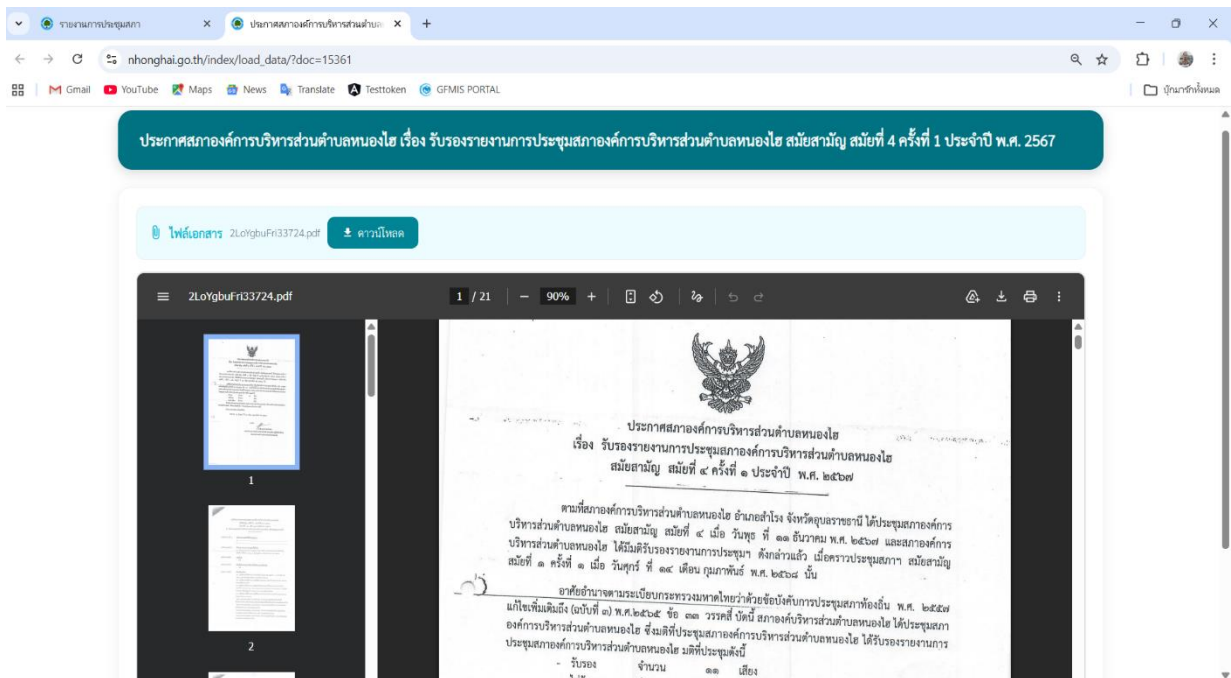 รายงานการประชุมสภา
ประกาศสภาองค์การบริหารส่วนตำบล
nhonghai.go.th/index/load_data/?doc=15361
Gmail
YouTube
Maps
News
Translate
Testtoken
GFMIS PORTAL
บุ๊กมาร์กทั้งหมด
ประกาศสภาองค์การบริหารส่วนตำบลหนองไฮ เรื่อง รับรองรายงานการประชุมสภาองค์การบริหารส่วนตำบลหนองไฮ สมัยสามัญ สมัยที่ 4 ครั้งที่ 1 ประจำปี พ.ศ. 2567
ไฟล์เอกสาร 2LoYgbuFri33724.pdf ดาวน์โหลด
2LoYgbuFri33724.pdf
1 / 21
90%
1
2
ประกาศสภาองค์การบริหารส่วนตำบลหนองไฮ
เรื่อง รับรองรายงานการประชุมสภาองค์การบริหารส่วนตำบลหนองไฮ
สมัยสามัญ สมัยที่ ๔ ครั้งที่ ๑ ประจำปี พ.ศ. ๒๕๖๗
ตามที่สภาองค์การบริหารส่วนตำบลหนองไฮ อำเภอสำโรง จังหวัดอุบลราชธานี ได้ประชุมสภาองค์การ
บริหารส่วนตำบลหนองไฮ สมัยสามัญ สมัยที่ ๔ เมื่อ วันพุธ ที่ ๑๑ ธันวาคม พ.ศ. ๒๕๖๗ และสภาองค์การ
บริหารส่วนตำบลหนองไฮ ได้มีมติรับรองรายงานการประชุมฯ ดังกล่าวแล้ว เมื่อคราวประชุมสภาฯ สมัยสามัญ
สมัยที่ ๑ ครั้งที่ ๑ เมื่อ วันศุกร์ ที่ ๑๔ เดือน กุมภาพันธ์ พ.ศ. ๒๕๖๘ นั้น
อาศัยอำนาจตามระเบียบกระทรวงมหาดไทยว่าด้วยข้อบังคับการประชุมสภาท้องถิ่น พ.ศ. ๒๕๔๗
แก้ไขเพิ่มเติมถึง (ฉบับที่ ๓) พ.ศ.๒๕๖๕ ข้อ ๓๓ วรรคสี่ บัดนี้ สภาองค์บริหารส่วนตำบลหนองไฮ ได้ประชุมสภา
องค์การบริหารส่วนตำบลหนองไฮ ซึ่งมติที่ประชุมสภาองค์การบริหารส่วนตำบลหนองไฮ ได้รับรองรายงานการ
ประชุมสภาองค์การบริหารส่วนตำบลหนองไฮ มติที่ประชุมดังนี้
- รับรอง จำนวน ๑๑ เสียง